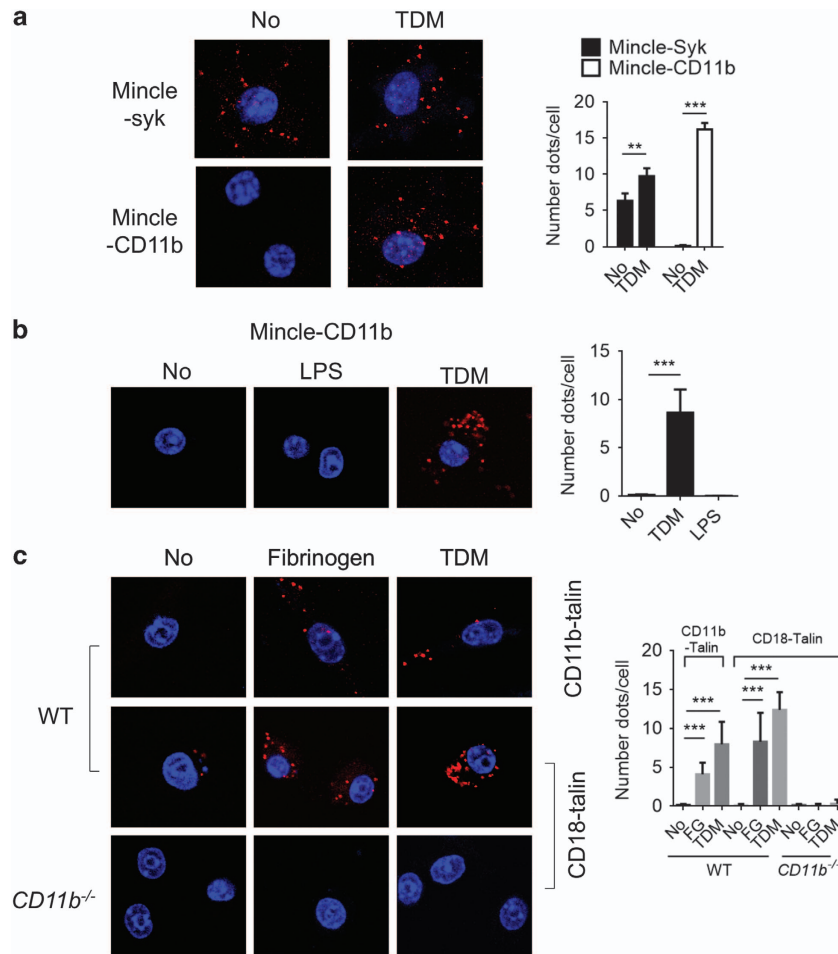 a
No
TDM
Mincle
-syk
Mincle
-CD11b
Mincle-Syk
Mincle-CD11b
Number dots/cell
20
15
10
5
0
**
***
No
TDM
No
TDM
b
Mincle-CD11b
No
LPS
TDM
Number dots/cell
15
10
5
0
***
No
TDM
LPS
c
No
Fibrinogen
TDM
WT
CD11b-/-
CD11b-talin
CD18-talin
CD11b
-Talin
CD18-Talin
Number dots/cell
20
15
10
5
0
***
***
***
***
No
FG
TDM
No
FG
TDM
No
FG
TDM
WT
CD11b-/-